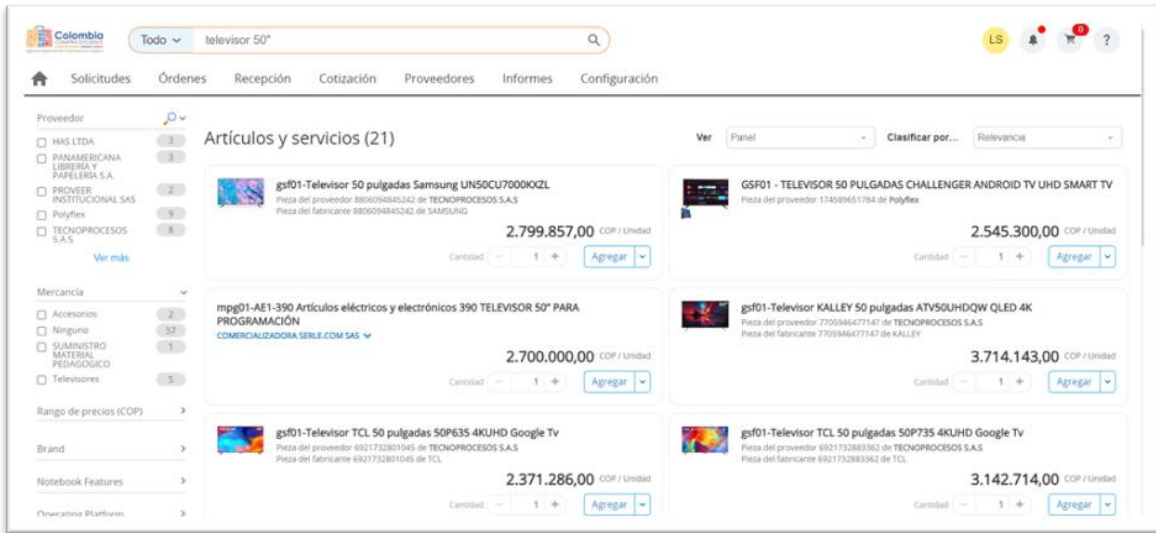 Colombia
COMPRA EFICIENTE
Todo
televisor 50"
LS
0
?
Solicitudes
Órdenes
Recepción
Cotización
Proveedores
Informes
Configuración
Proveedor
HAS LTDA 3
PANAMERICANA 3
LIBRERÍA Y
PAPELERÍA S.A.
PROVEER 2
INSTITUCIONAL SAS
Polyflex 9
TECNOPROCESOS 8
S.A.S
Ver más
Mercancía
Accesorios 2
Ninguno 57
SUMINISTRO 1
MATERIAL
PEDAGOGICO
Televisores 5
Rango de precios (COP)
Brand
Notebook Features
Operating Platform
Artículos y servicios (21)
Ver Panel
Clasificar por... Relevancia
gsf01-Televisor 50 pulgadas Samsung UN50CU7000KXZL
Pieza del proveedor 8806094845242 de TECNOPROCESOS S.A.S
Pieza del fabricante 8806094845242 de SAMSUNG
2.799.857,00 COP / Unidad
Cantidad − 1 + Agregar
GSF01 - TELEVISOR 50 PULGADAS CHALLENGER ANDROID TV UHD SMART TV
Pieza del proveedor 174589651784 de Polyflex
2.545.300,00 COP / Unidad
Cantidad − 1 + Agregar
mpg01-AE1-390 Artículos eléctricos y electrónicos 390 TELEVISOR 50" PARA
PROGRAMACIÓN
COMERCIALIZADORA SERLE.COM SAS
2.700.000,00 COP / Unidad
Cantidad − 1 + Agregar
gsf01-Televisor KALLEY 50 pulgadas ATV50UHDQW QLED 4K
Pieza del proveedor 7705946477147 de TECNOPROCESOS S.A.S
Pieza del fabricante 7705946477147 de KALLEY
3.714.143,00 COP / Unidad
Cantidad − 1 + Agregar
gsf01-Televisor TCL 50 pulgadas 50P635 4KUHD Google Tv
Pieza del proveedor 6921732801045 de TECNOPROCESOS S.A.S
Pieza del fabricante 6921732801045 de TCL
2.371.286,00 COP / Unidad
Cantidad − 1 + Agregar
gsf01-Televisor TCL 50 pulgadas 50P735 4KUHD Google Tv
Pieza del proveedor 6921732883362 de TECNOPROCESOS S.A.S
Pieza del fabricante 6921732883362 de TCL
3.142.714,00 COP / Unidad
Cantidad − 1 + Agregar